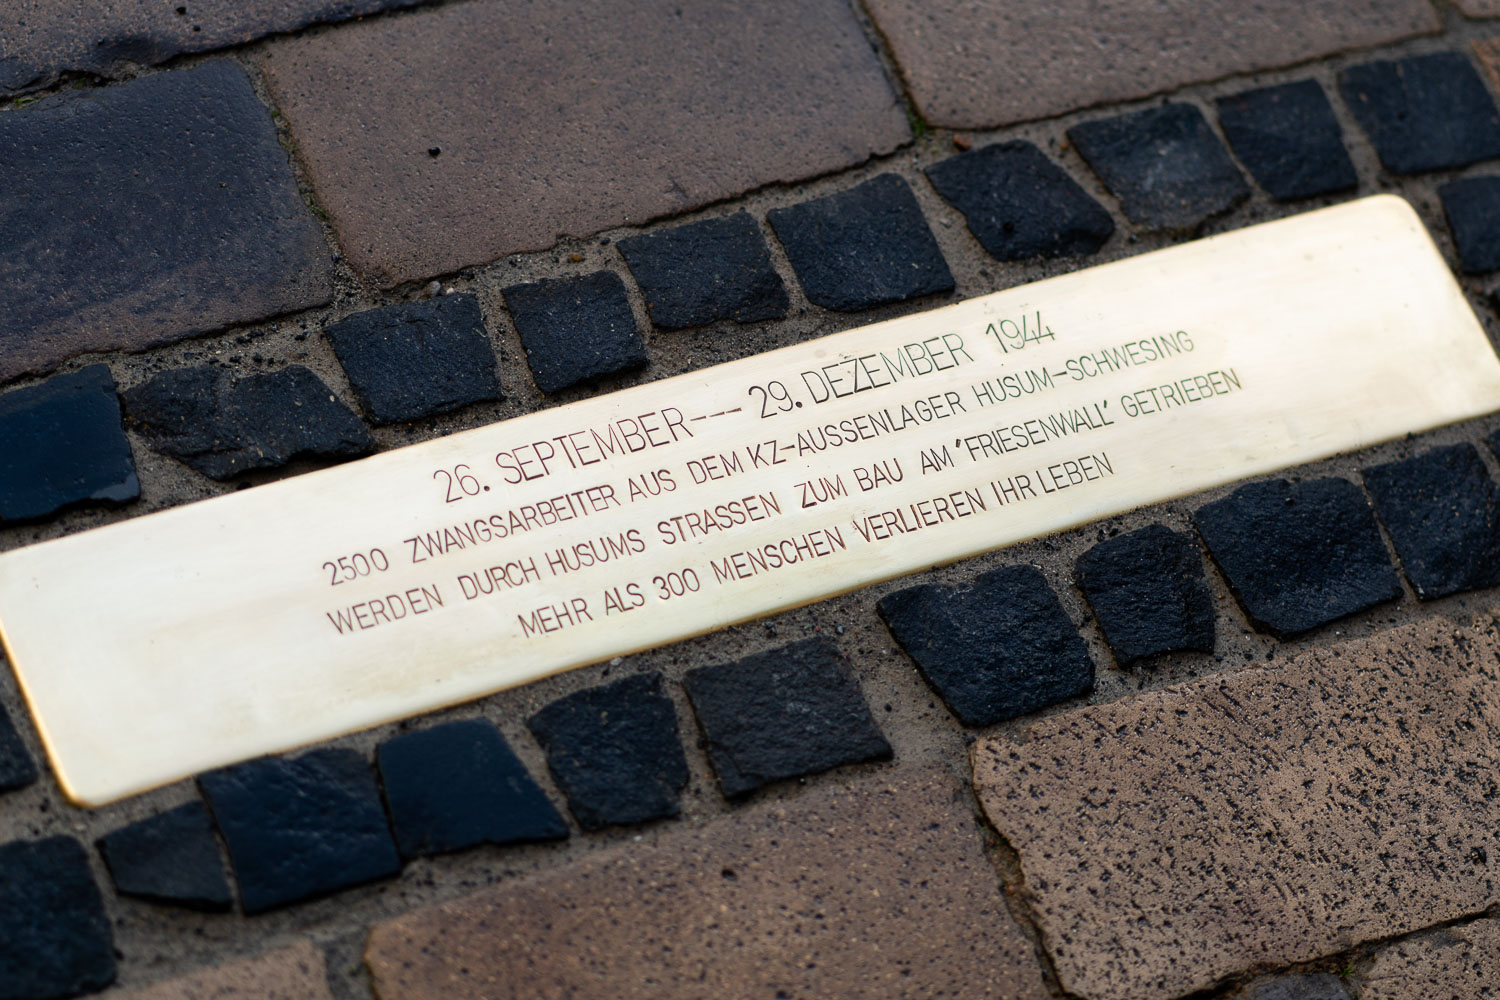 26. SEPTEMBER--- 29. DEZEMBER 1944
2500 ZWANGSARBEITER AUS DEM KZ-AUSSENLAGER HUSUM-SCHWESING
WERDEN DURCH HUSUMS STRASSEN ZUM BAU AM 'FRIESENWALL' GETRIEBEN
MEHR ALS 300 MENSCHEN VERLIEREN IHR LEBEN